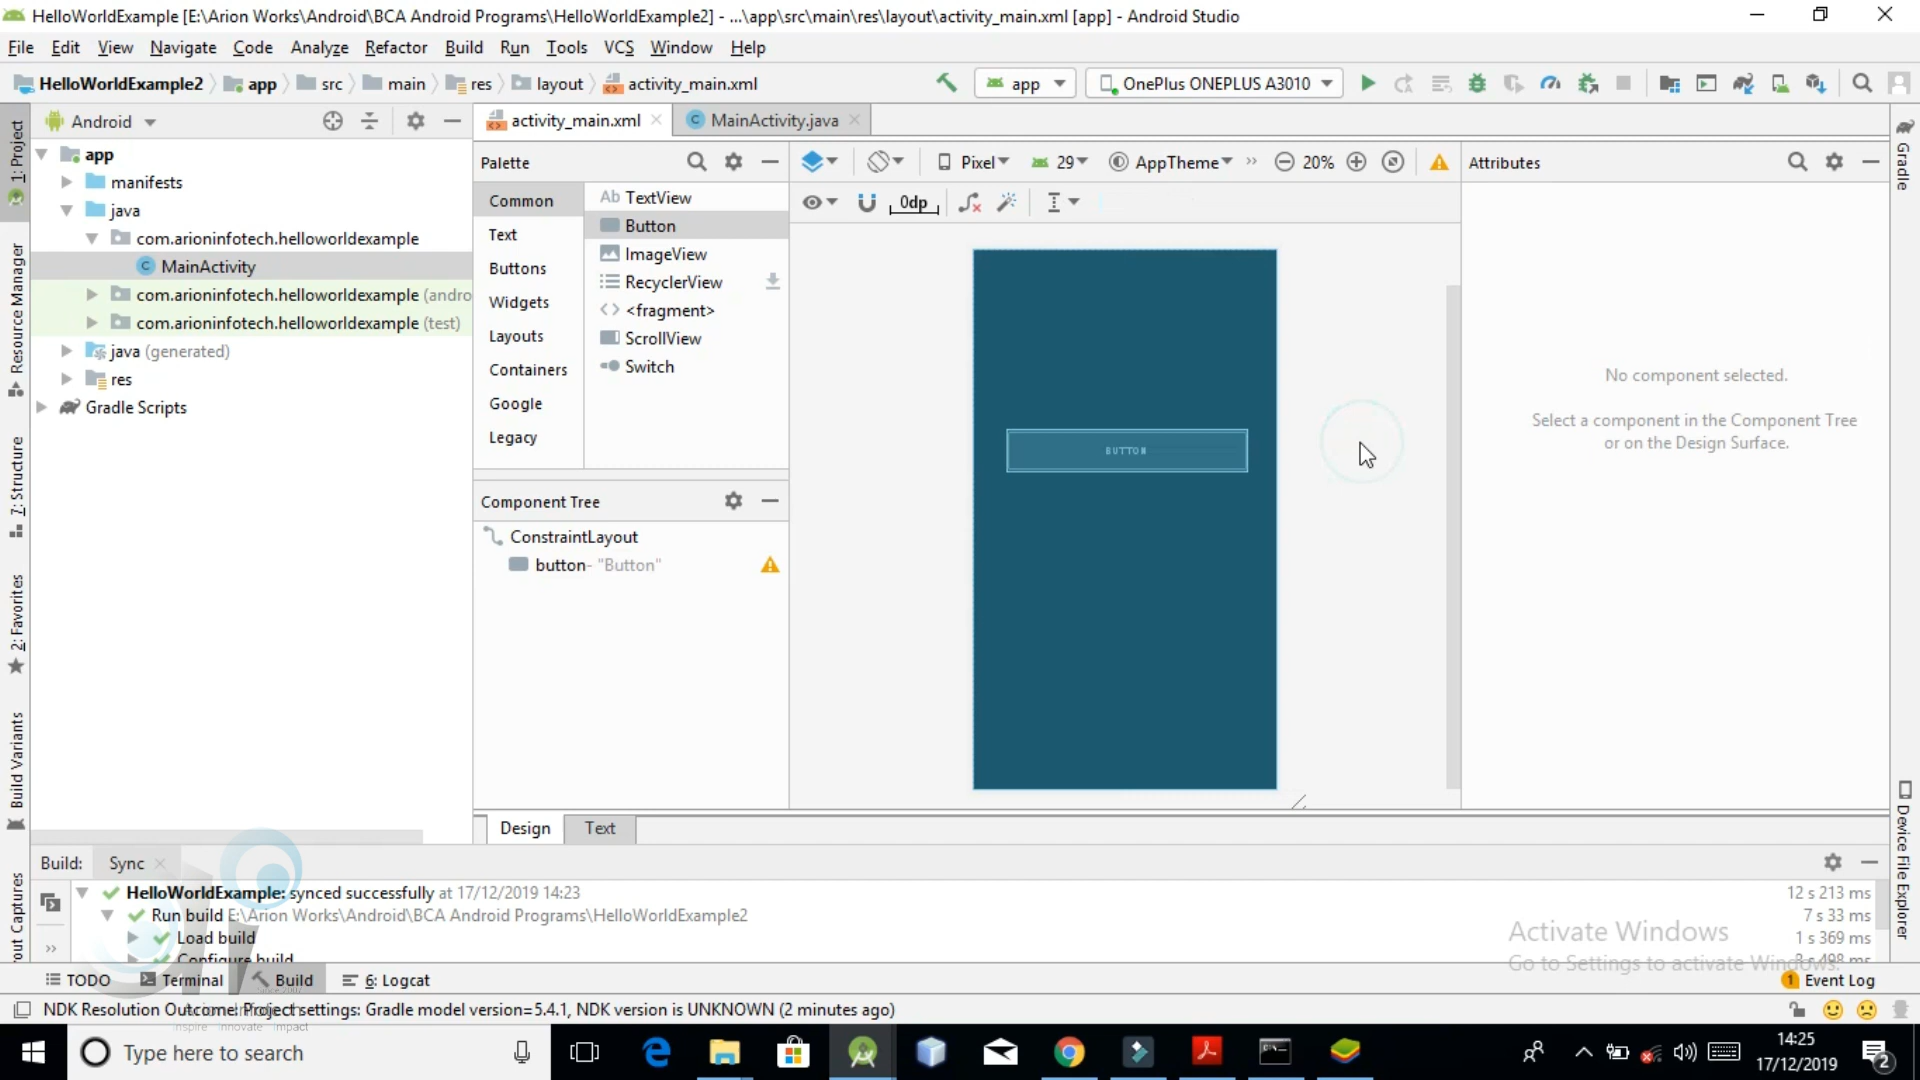 HelloWorldExample [E:\Arion Works\Android\BCA Android Programs\HelloWorldExample2] - ...\app\src\main\res\layout\activity_main.xml [app] - Android Studio
File Edit View Navigate Code Analyze Refactor Build Run Tools VCS Window Help
HelloWorldExample2 app src main res layout activity_main.xml app OnePlus ONEPLUS A3010
1: Project
Resource Manager
7: Structure
2: Favorites
Build Variants
out Captures
Android
app
manifests
java
com.arioninfotech.helloworldexample
MainActivity
com.arioninfotech.helloworldexample (andro
com.arioninfotech.helloworldexample (test)
java (generated)
res
Gradle Scripts
activity_main.xml MainActivity.java
Palette
Common
Text
Buttons
Widgets
Layouts
Containers
Google
Legacy
Ab TextView
Button
ImageView
RecyclerView
<fragment>
ScrollView
Switch
Component Tree
ConstraintLayout
button- "Button"
Pixel 29 AppTheme 20%
0dp
BUTTON
Attributes
No component selected.
Select a component in the Component Tree
or on the Design Surface.
Gradle
Device File Explorer
Design Text
Build: Sync
HelloWorldExample: synced successfully at 17/12/2019 14:23 12 s 213 ms
Run build E:\Arion Works\Android\BCA Android Programs\HelloWorldExample2 7 s 33 ms
Load build 1 s 369 ms
Configure build
Activate Windows
Go to Settings to activate Windows.
TODO Terminal Build 6: Logcat 1 Event Log
NDK Resolution Outcome: Project settings: Gradle model version=5.4.1, NDK version is UNKNOWN (2 minutes ago)
Inspire Innovate Impact
Type here to search
14:25
17/12/2019
2